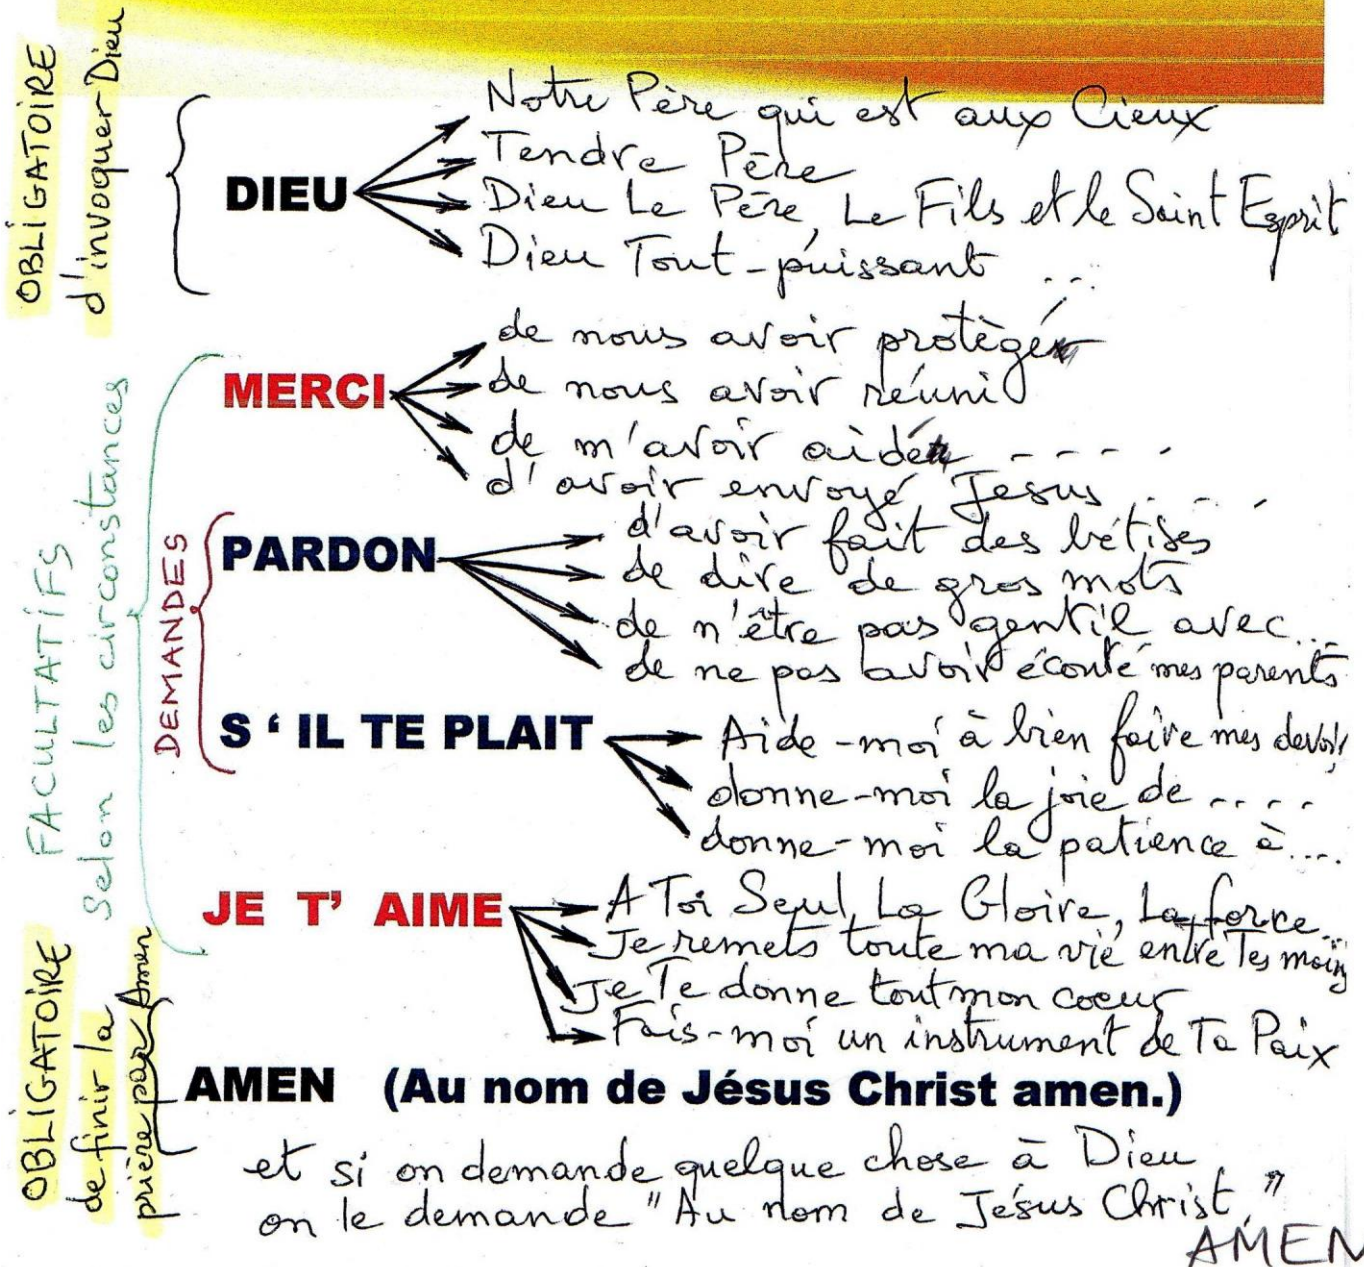 OBLIGATOIRE
d'invoquer Dieu
DIEU
Notre Père qui est aux Cieux
Tendre Père
Dieu Le Père, Le Fils et le Saint Esprit
Dieu Tout-puissant ...
FACULTATIFS
Selon les circonstances
MERCI
de nous avoir protégé
de nous avoir réuni
de m'avoir aidé - - - -
d'avoir envoyé Jesus . . .
DEMANDES
PARDON
d'avoir fait des bétises
de dire de gros mots
de n'être pas gentil avec...
de ne pas avoir écouté mes parents
S ‘ IL TE PLAIT
Aide-moi à bien faire mes devoirs
donne-moi la joie de ....
donne-moi la patience à ....
JE T’ AIME
A Toi Seul, La Gloire, La force...
Je remets toute ma vie entre Tes mains
Je Te donne tout mon coeur
Fais-moi un instrument de Ta Paix
OBLIGATOIRE
de finir la
prière par Amen
AMEN (Au nom de Jésus Christ amen.)
et si on demande quelque chose à Dieu
on le demande "Au nom de Jésus Christ,"
AMEN